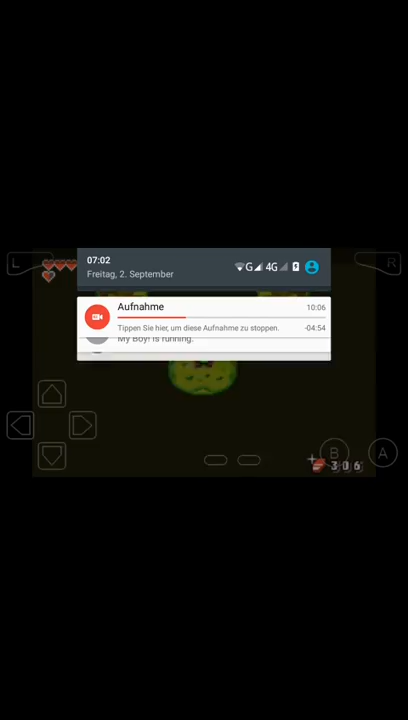 07:02
G 4G
Freitag, 2. September
L
R
Aufnahme
10:06
Tippen Sie hier, um diese Aufnahme zu stoppen.
-04:54
My Boy! is running.
B
A
306